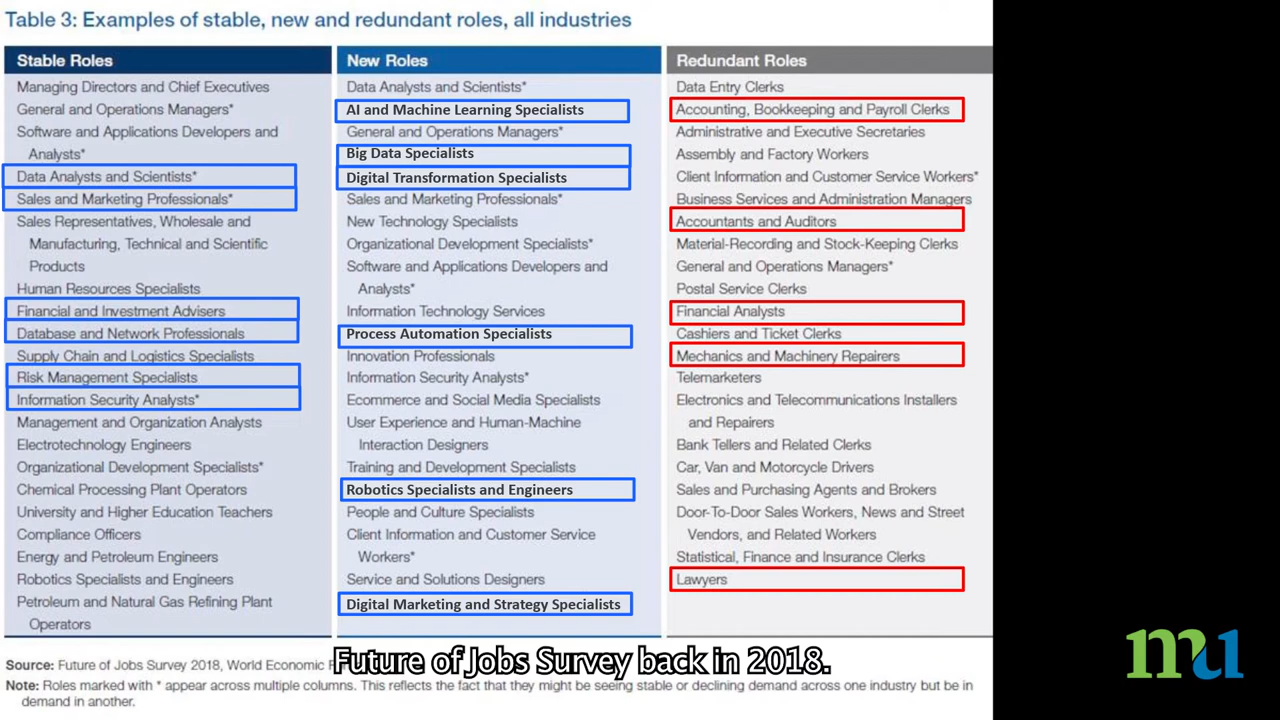 Table 3: Examples of stable, new and redundant roles, all industries
Stable Roles
Managing Directors and Chief Executives
General and Operations Managers*
Software and Applications Developers and
Analysts*
Data Analysts and Scientists*
Sales and Marketing Professionals*
Sales Representatives, Wholesale and
Manufacturing, Technical and Scientific
Products
Human Resources Specialists
Financial and Investment Advisers
Database and Network Professionals
Supply Chain and Logistics Specialists
Risk Management Specialists
Information Security Analysts*
Management and Organization Analysts
Electrotechnology Engineers
Organizational Development Specialists*
Chemical Processing Plant Operators
University and Higher Education Teachers
Compliance Officers
Energy and Petroleum Engineers
Robotics Specialists and Engineers
Petroleum and Natural Gas Refining Plant
Operators
New Roles
Data Analysts and Scientists*
AI and Machine Learning Specialists
General and Operations Managers*
Big Data Specialists
Digital Transformation Specialists
Sales and Marketing Professionals*
New Technology Specialists
Organizational Development Specialists*
Software and Applications Developers and
Analysts*
Information Technology Services
Process Automation Specialists
Innovation Professionals
Information Security Analysts*
Ecommerce and Social Media Specialists
User Experience and Human-Machine
Interaction Designers
Training and Development Specialists
Robotics Specialists and Engineers
People and Culture Specialists
Client Information and Customer Service
Workers*
Service and Solutions Designers
Digital Marketing and Strategy Specialists
Redundant Roles
Data Entry Clerks
Accounting, Bookkeeping and Payroll Clerks
Administrative and Executive Secretaries
Assembly and Factory Workers
Client Information and Customer Service Workers*
Business Services and Administration Managers
Accountants and Auditors
Material-Recording and Stock-Keeping Clerks
General and Operations Managers*
Postal Service Clerks
Financial Analysts
Cashiers and Ticket Clerks
Mechanics and Machinery Repairers
Telemarketers
Electronics and Telecommunications Installers
and Repairers
Bank Tellers and Related Clerks
Car, Van and Motorcycle Drivers
Sales and Purchasing Agents and Brokers
Door-To-Door Sales Workers, News and Street
Vendors, and Related Workers
Statistical, Finance and Insurance Clerks
Lawyers
Source: Future of Jobs Survey 2018, World Economic
Future of Jobs Survey back in 2018.
Note: Roles marked with * appear across multiple columns. This reflects the fact that they might be seeing stable or declining demand across one industry but be in
demand in another.
mu